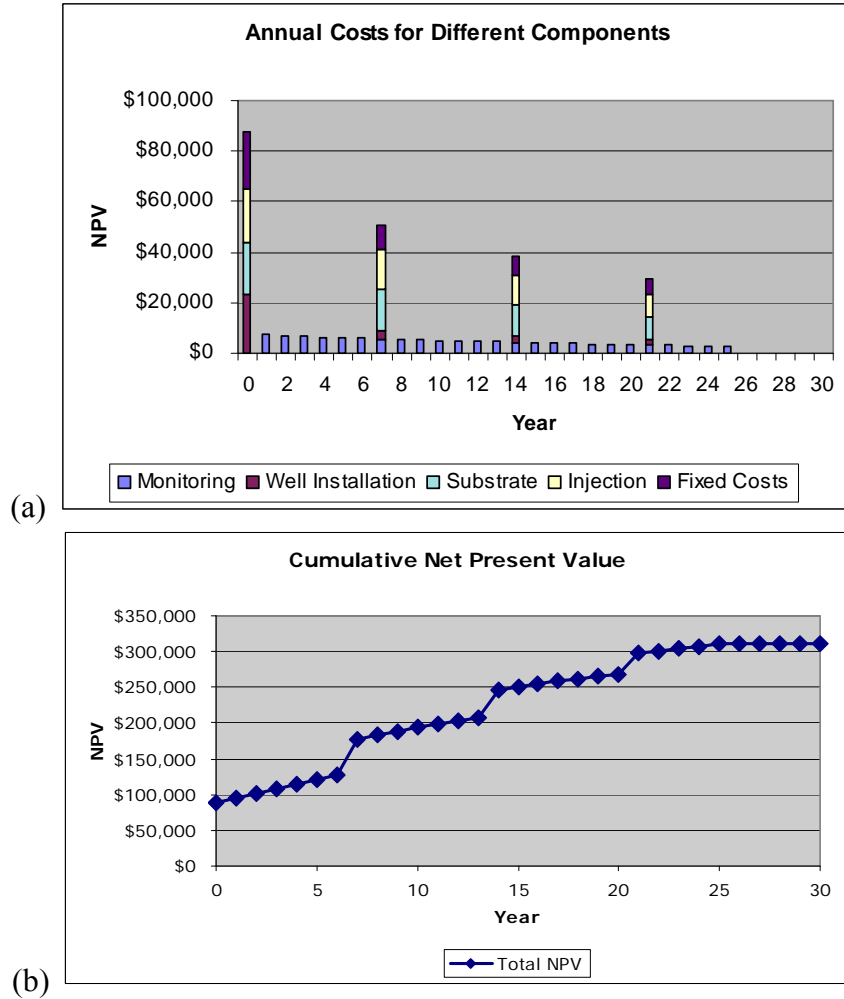 Annual Costs for Different Components
$100,000
$80,000
$60,000
$40,000
$20,000
$0
NPV
0 2 4 6 8 10 12 14 16 18 20 22 24 26 28 30
Year
Monitoring Well Installation Substrate Injection Fixed Costs
(a)
Cumulative Net Present Value
$350,000
$300,000
$250,000
$200,000
$150,000
$100,000
$50,000
$0
NPV
0 5 10 15 20 25 30
Year
Total NPV
(b)